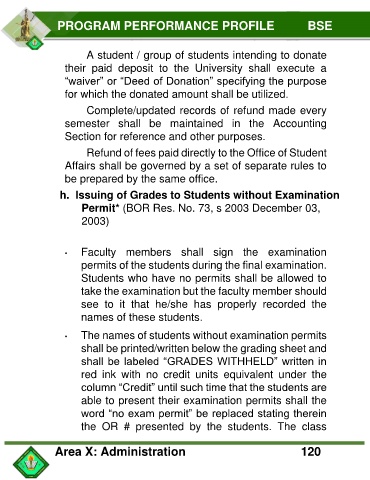 PROGRAM PERFORMANCE PROFILE BSE
A student / group of students intending to donate
their paid deposit to the University shall execute a
“waiver” or “Deed of Donation” specifying the purpose
for which the donated amount shall be utilized.
Complete/updated records of refund made every
semester shall be maintained in the Accounting
Section for reference and other purposes.
Refund of fees paid directly to the Office of Student
Affairs shall be governed by a set of separate rules to
be prepared by the same office.
h. Issuing of Grades to Students without Examination
Permit* (BOR Res. No. 73, s 2003 December 03,
2003)
• Faculty members shall sign the examination
permits of the students during the final examination.
Students who have no permits shall be allowed to
take the examination but the faculty member should
see to it that he/she has properly recorded the
names of these students.
• The names of students without examination permits
shall be printed/written below the grading sheet and
shall be labeled “GRADES WITHHELD” written in
red ink with no credit units equivalent under the
column “Credit” until such time that the students are
able to present their examination permits shall the
word “no exam permit” be replaced stating therein
the OR # presented by the students. The class
Area X: Administration 120